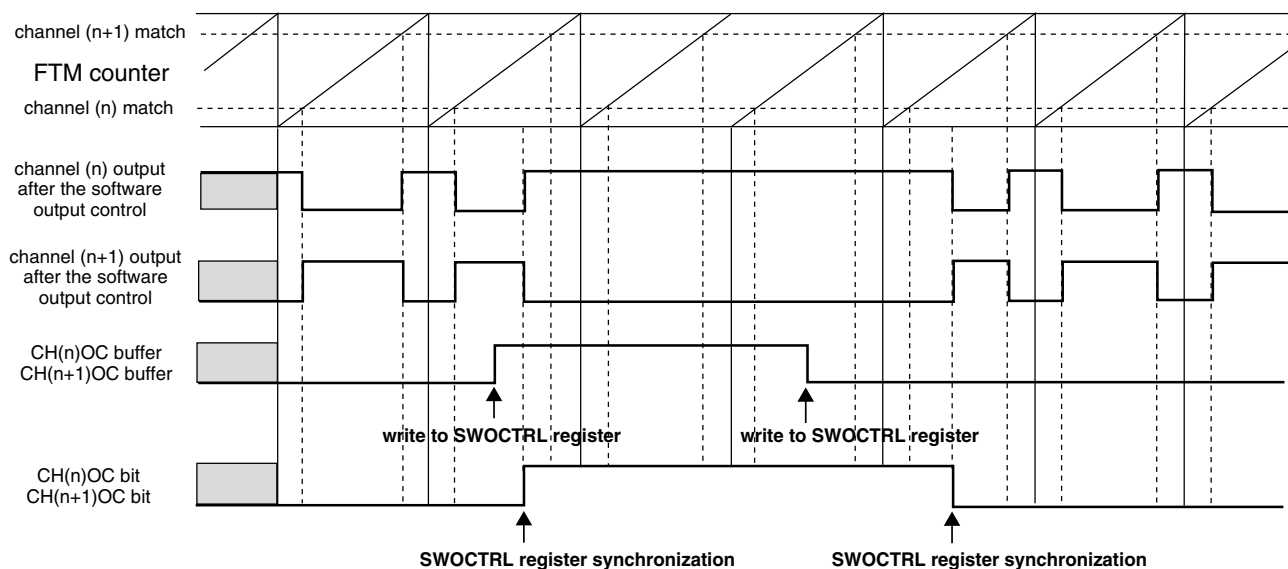 channel (n+1) match
FTM counter
channel (n) match
channel (n) output
after the software
output control
channel (n+1) output
after the software
output control
CH(n)OC buffer
CH(n+1)OC buffer
write to SWOCTRL register
write to SWOCTRL register
CH(n)OC bit
CH(n+1)OC bit
SWOCTRL register synchronization
SWOCTRL register synchronization